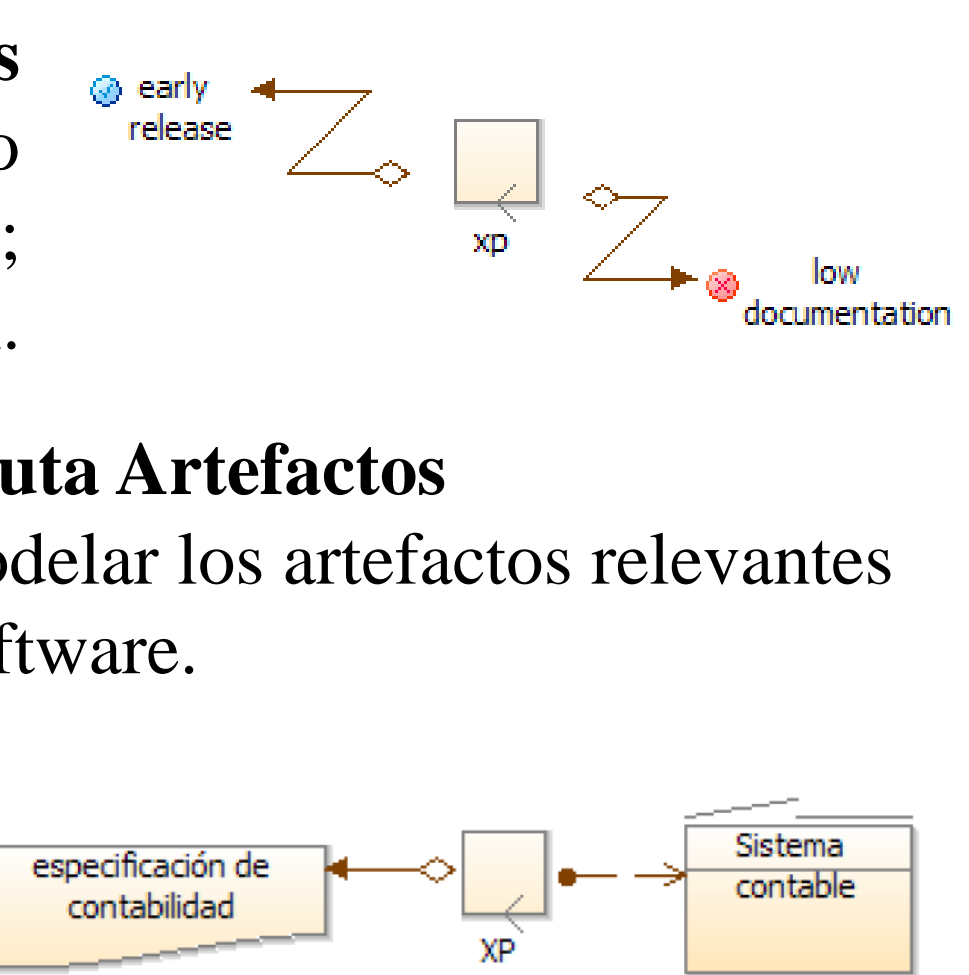 s
early
release
o
xp
;
low
documentation
.
uta Artefactos
odelar los artefactos relevantes
ftware.
especificación de
contabilidad
XP
Sistema
contable